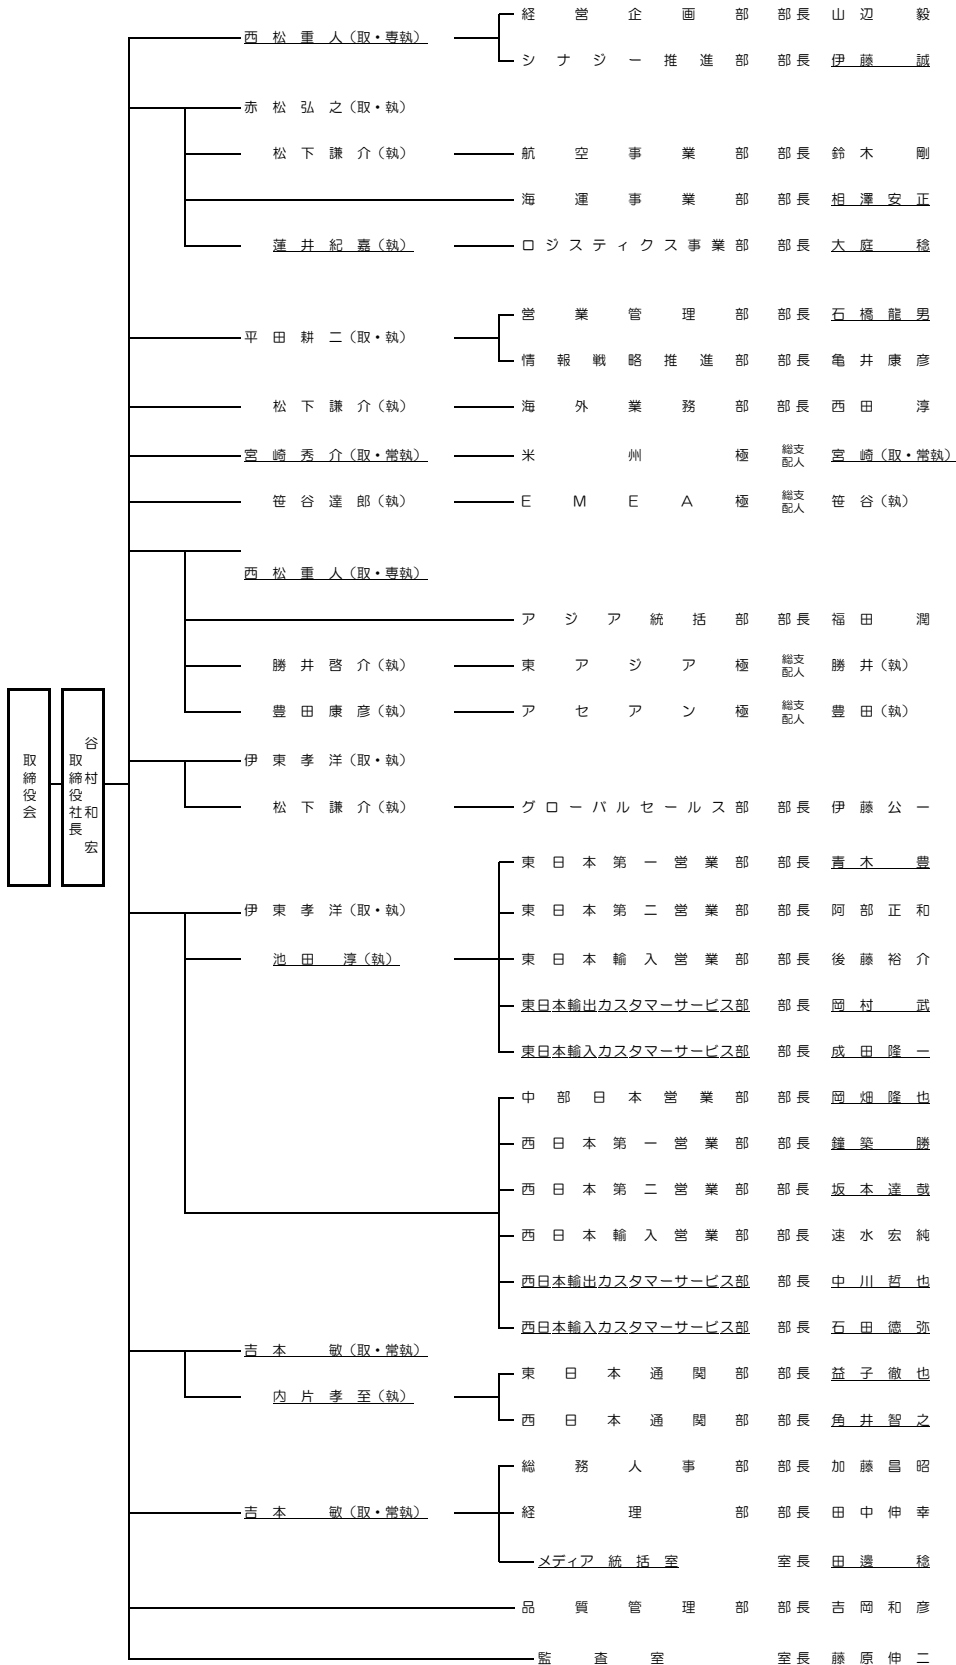 取締役会
取締役社長
谷村和宏
西松重人（取・専執）
経営企画部 部長 山辺毅
シナジー推進部 部長 伊藤誠
赤松弘之（取・執）
松下謙介（執） 航空事業部 部長 鈴木剛
海運事業部 部長 相澤安正
蓮井紀嘉（執） ロジスティクス事業部 部長 大庭稔
営業管理部 部長 石橋龍男
平田耕二（取・執）
情報戦略推進部 部長 亀井康彦
松下謙介（執） 海外業務部 部長 西田淳
宮崎秀介（取・常執） 米州極 総支配人 宮崎（取・常執）
笹谷達郎（執） EMEA極 総支配人 笹谷（執）
西松重人（取・専執）
アジア統括部 部長 福田潤
勝井啓介（執） 東アジア極 総支配人 勝井（執）
豊田康彦（執） アセアン極 総支配人 豊田（執）
伊東孝洋（取・執）
松下謙介（執） グローバルセールス部 部長 伊藤公一
東日本第一営業部 部長 青木豊
伊東孝洋（取・執） 東日本第二営業部 部長 阿部正和
池田淳（執） 東日本輸入営業部 部長 後藤裕介
東日本輸出カスタマーサービス部 部長 岡村武
東日本輸入カスタマーサービス部 部長 成田隆一
中部日本営業部 部長 岡畑隆也
西日本第一営業部 部長 鐘築勝
西日本第二営業部 部長 坂本達哉
西日本輸入営業部 部長 速水宏純
西日本輸出カスタマーサービス部 部長 中川哲也
西日本輸入カスタマーサービス部 部長 石田徳弥
吉本敏（取・常執）
東日本通関部 部長 益子徹也
内片孝至（執）
西日本通関部 部長 角井智之
総務人事部 部長 加藤昌昭
吉本敏（取・常執） 経理部 部長 田中伸幸
メディア統括室 室長 田邊稔
品質管理部 部長 吉岡和彦
監査室 室長 藤原伸二